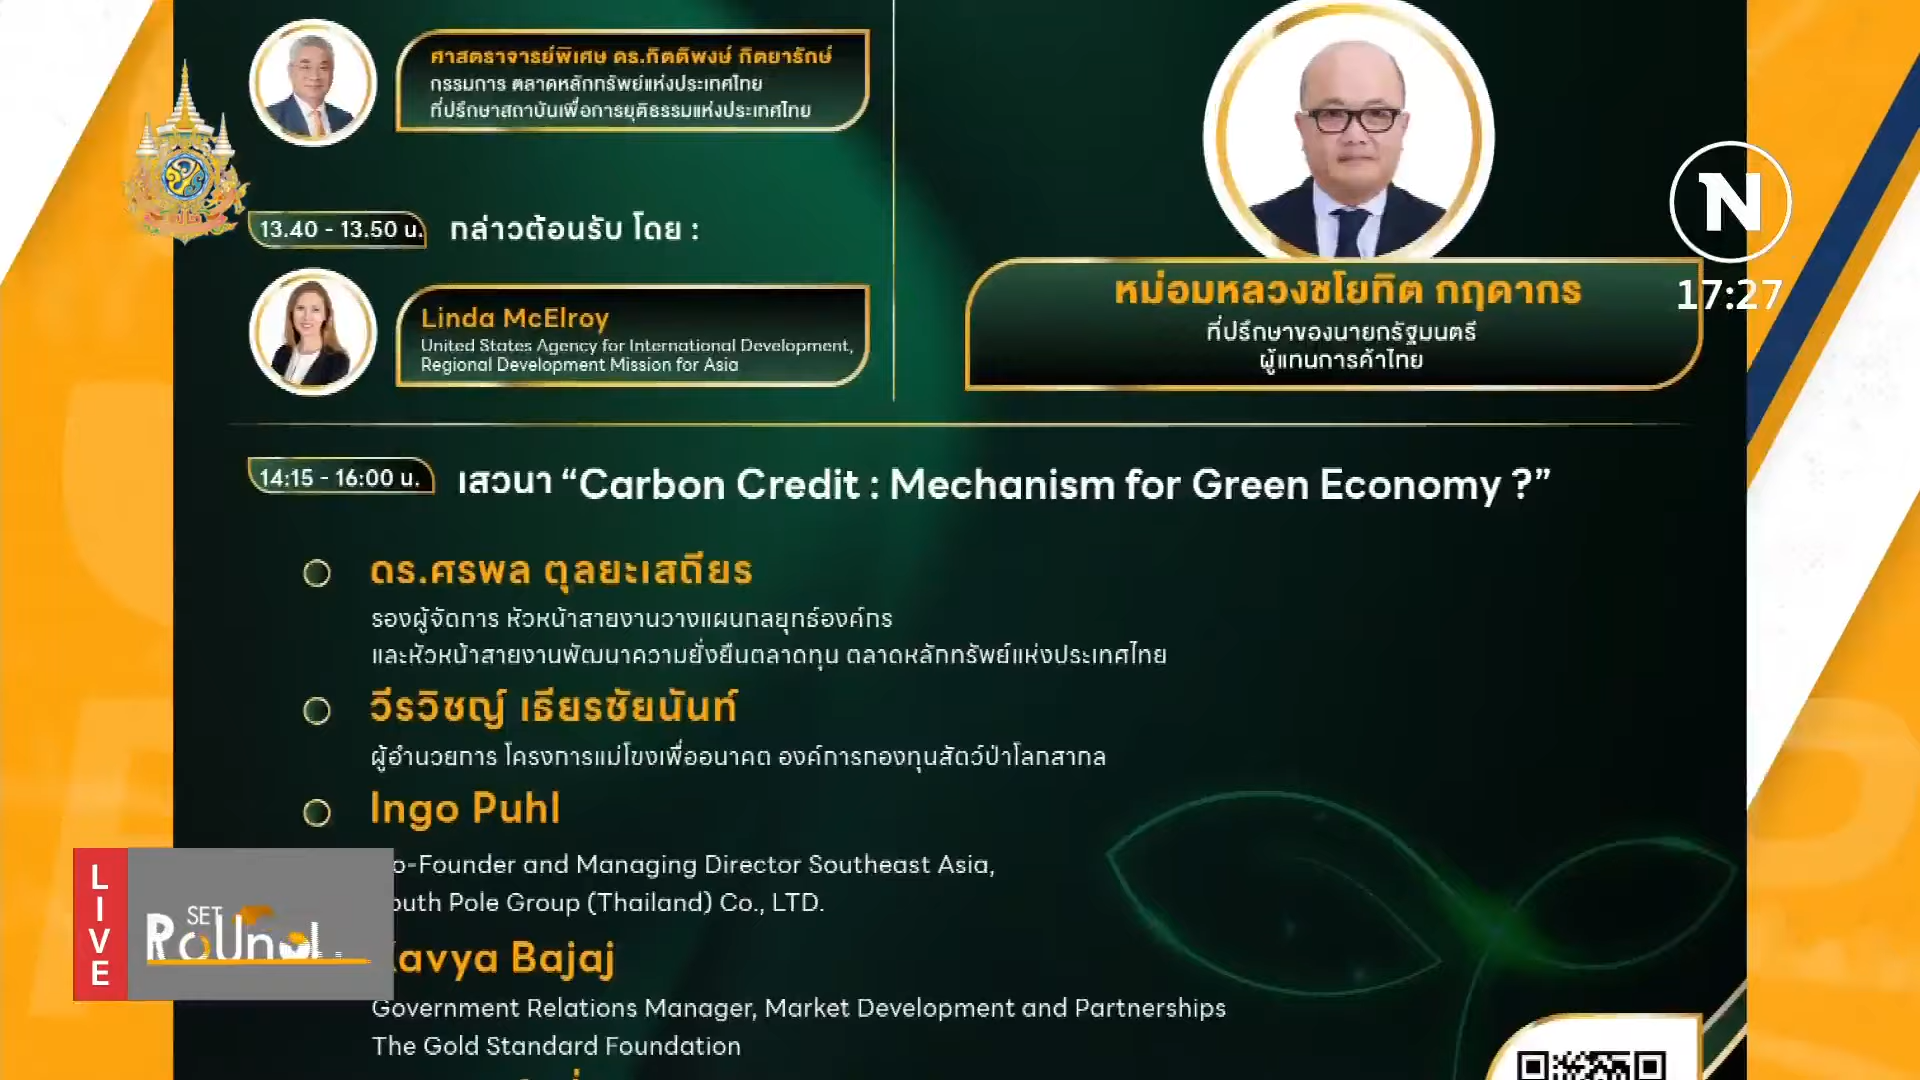 ศาสตราจารย์พิเศษ ดร.กิตติพงษ์ กิตยารักษ์
กรรมการ ตลาดหลักทรัพย์แห่งประเทศไทย
ที่ปรึกษาสถาบันเพื่อการยุติธรรมแห่งประเทศไทย
13.40 - 13.50 น.
กล่าวต้อนรับ โดย :
Linda McElroy
United States Agency for International Development,
Regional Development Mission for Asia
หม่อมหลวงชโยทิต กฤดากร
ที่ปรึกษาของนายกรัฐมนตรี
ผู้แทนการค้าไทย
N
17:27
14:15 - 16:00 น.
เสวนา “Carbon Credit : Mechanism for Green Economy ?”
ดร.ศรพล ตุลยะเสถียร
รองผู้จัดการ หัวหน้าสายงานวางแผนกลยุทธ์องค์กร
และหัวหน้าสายงานพัฒนาความยั่งยืนตลาดทุน ตลาดหลักทรัพย์แห่งประเทศไทย
วีรวิชญ์ เธียรชัยนันท์
ผู้อำนวยการ โครงการแม่โขงเพื่ออนาคต องค์การกองทุนสัตว์ป่าโลกสากล
Ingo Puhl
o-Founder and Managing Director Southeast Asia,
outh Pole Group (Thailand) Co., LTD.
avya Bajaj
Government Relations Manager, Market Development and Partnerships
The Gold Standard Foundation
LIVE
SET
Round